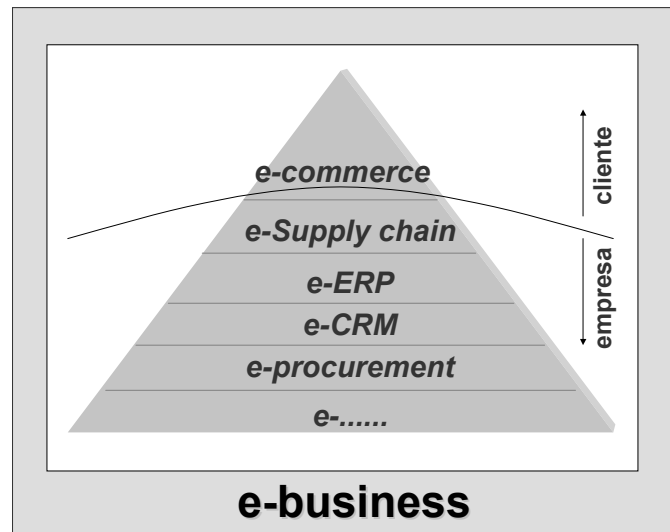 e-commerce
cliente
e-Supply chain
e-ERP
empresa
e-CRM
e-procurement
e-......
e-business